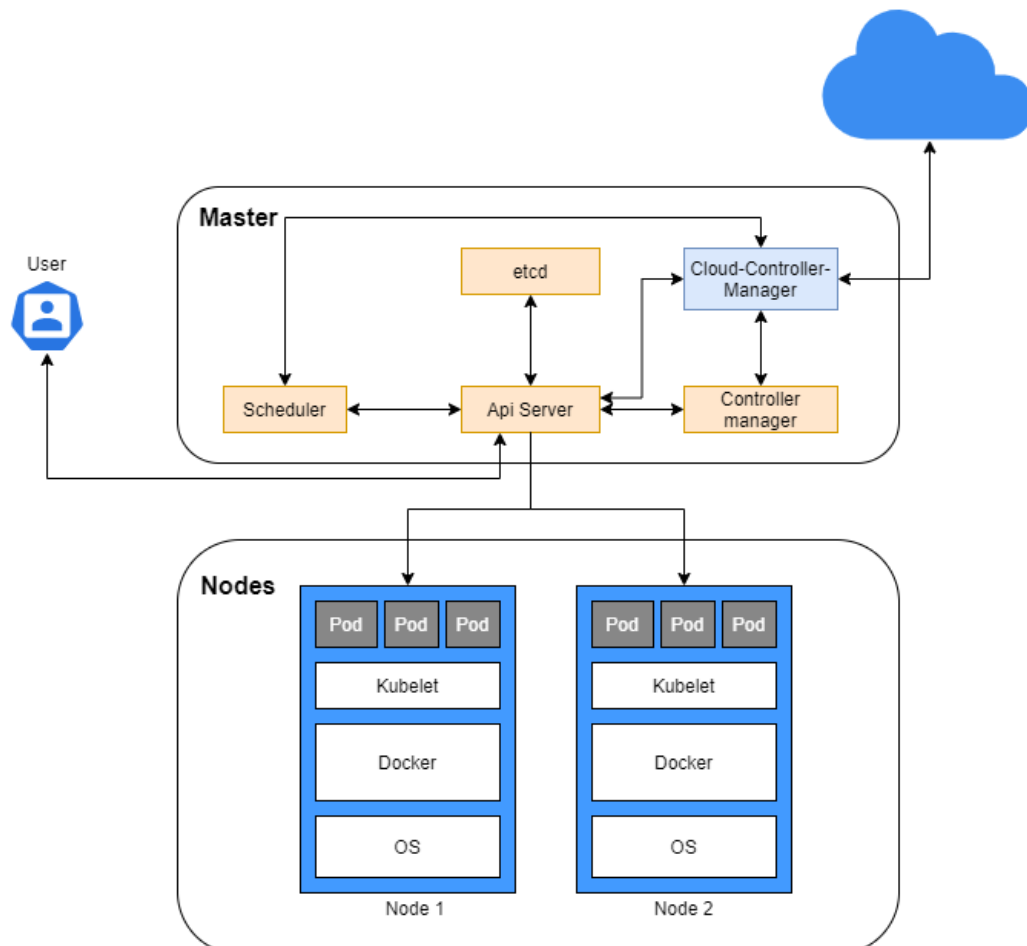 Master
User
etcd
Cloud-Controller-
Manager
Scheduler
Api Server
Controller
manager
Nodes
Pod Pod Pod
Kubelet
Docker
OS
Node 1
Pod Pod Pod
Kubelet
Docker
OS
Node 2